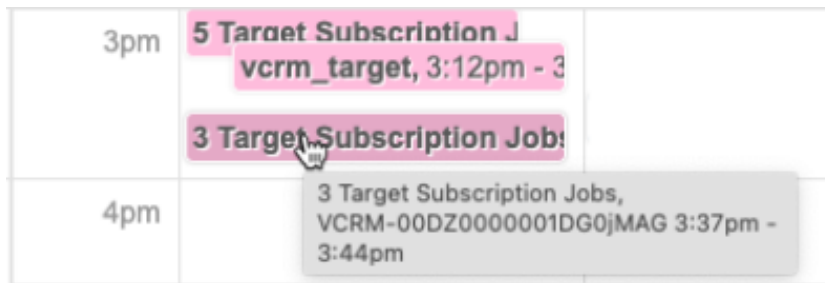 3pm
5 Target Subscription J
vcrm_target, 3:12pm - 3
3 Target Subscription Jobs
4pm
3 Target Subscription Jobs,
VCRM-00DZ0000001DG0jMAG 3:37pm -
3:44pm